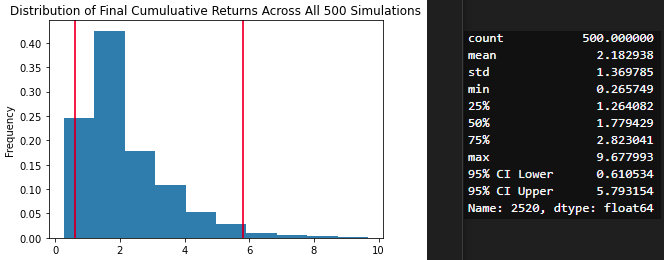 Distribution of Final Cumuluative Returns Across All 500 Simulations
Frequency
0.40
0.35
0.30
0.25
0.20
0.15
0.10
0.05
0.00
0 2 4 6 8 10
count 500.000000
mean 2.182938
std 1.369785
min 0.265749
25% 1.264082
50% 1.779429
75% 2.823041
max 9.677993
95% CI Lower 0.610534
95% CI Upper 5.793154
Name: 2520, dtype: float64